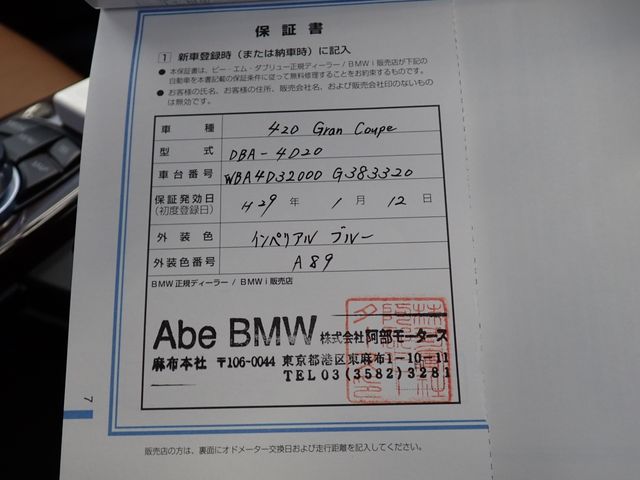 保証書
1 新車登録時（または納車時）に記入
● 本保証書は、ビー・エム・ダブリュー正規ディーラー / BMW i 販売店が下記の
自動車を本書記載の保証条件に従って無料修理することをお約束するものです。
● お客様の氏名、お客様の住所、販売会社名、および販売会社印のないもの
は無効です。
車種 420 Gran Coupe
型式 DBA-4D20
車台番号 WBA4D32000 G383320
保証発効日 (初度登録日) H29 年 1 月 12 日
外装色 インペリアル ブルー
外装色番号 A89
BMW 正規ディーラー / BMW i 販売店
Abe BMW 株式会社 阿部モータース
麻布本社 〒106-0044 東京都港区東麻布1-10-11
TEL 03 (3582) 3281
7
販売店の方は、裏面にオドメーター交換日および走行距離を記入してください。